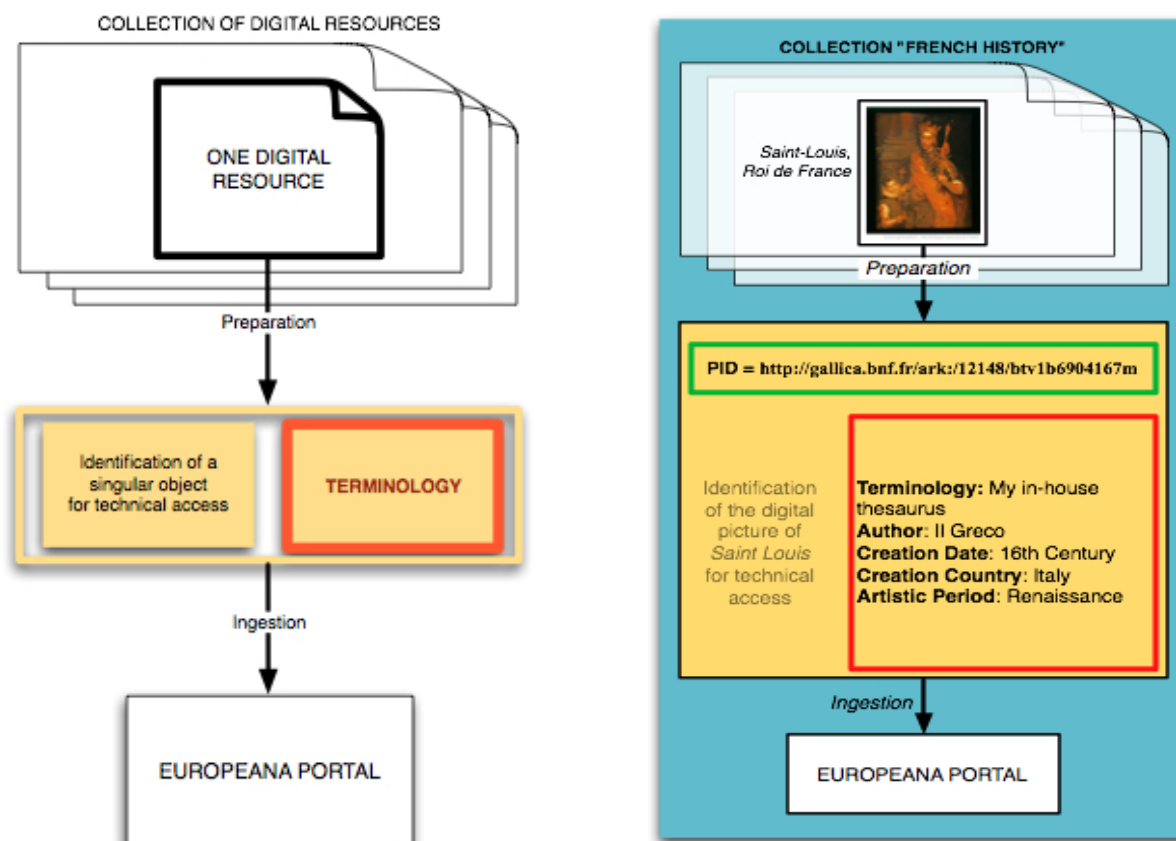 COLLECTION OF DIGITAL RESOURCES
ONE DIGITAL
RESOURCE
Preparation
Identification of a
singular object
for technical access
TERMINOLOGY
Ingestion
EUROPEANA PORTAL
COLLECTION "FRENCH HISTORY"
Saint-Louis,
Roi de France
Preparation
PID = http://gallica.bnf.fr/ark:/12148/btv1b6904167m
Identification
of the digital
picture of
Saint Louis
for technical
access
Terminology: My in-house
thesaurus
Author: Il Greco
Creation Date: 16th Century
Creation Country: Italy
Artistic Period: Renaissance
Ingestion
EUROPEANA PORTAL